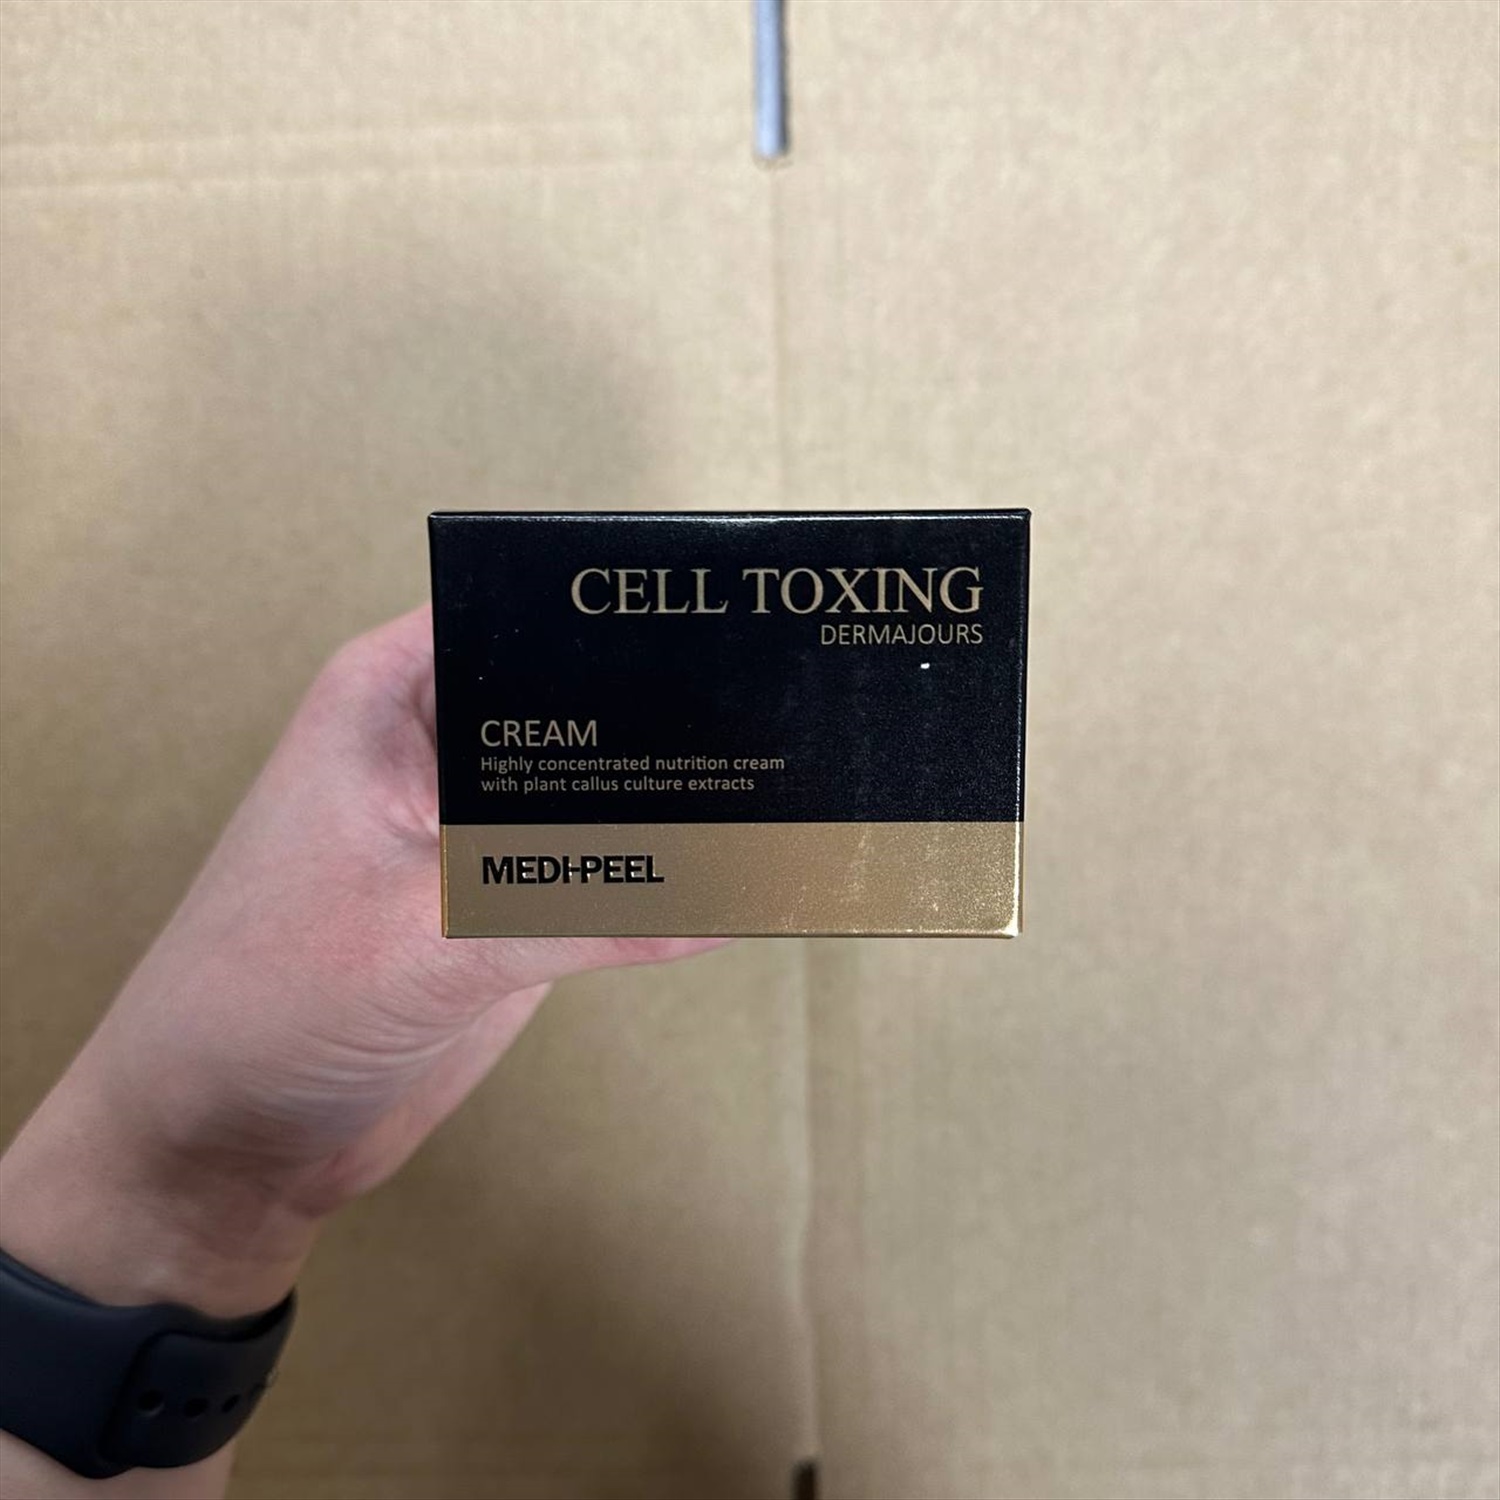 CELL TOXING
DERMAJOURS
CREAM
Highly concentrated nutrition cream
with plant callus culture extracts
MEDI-PEEL